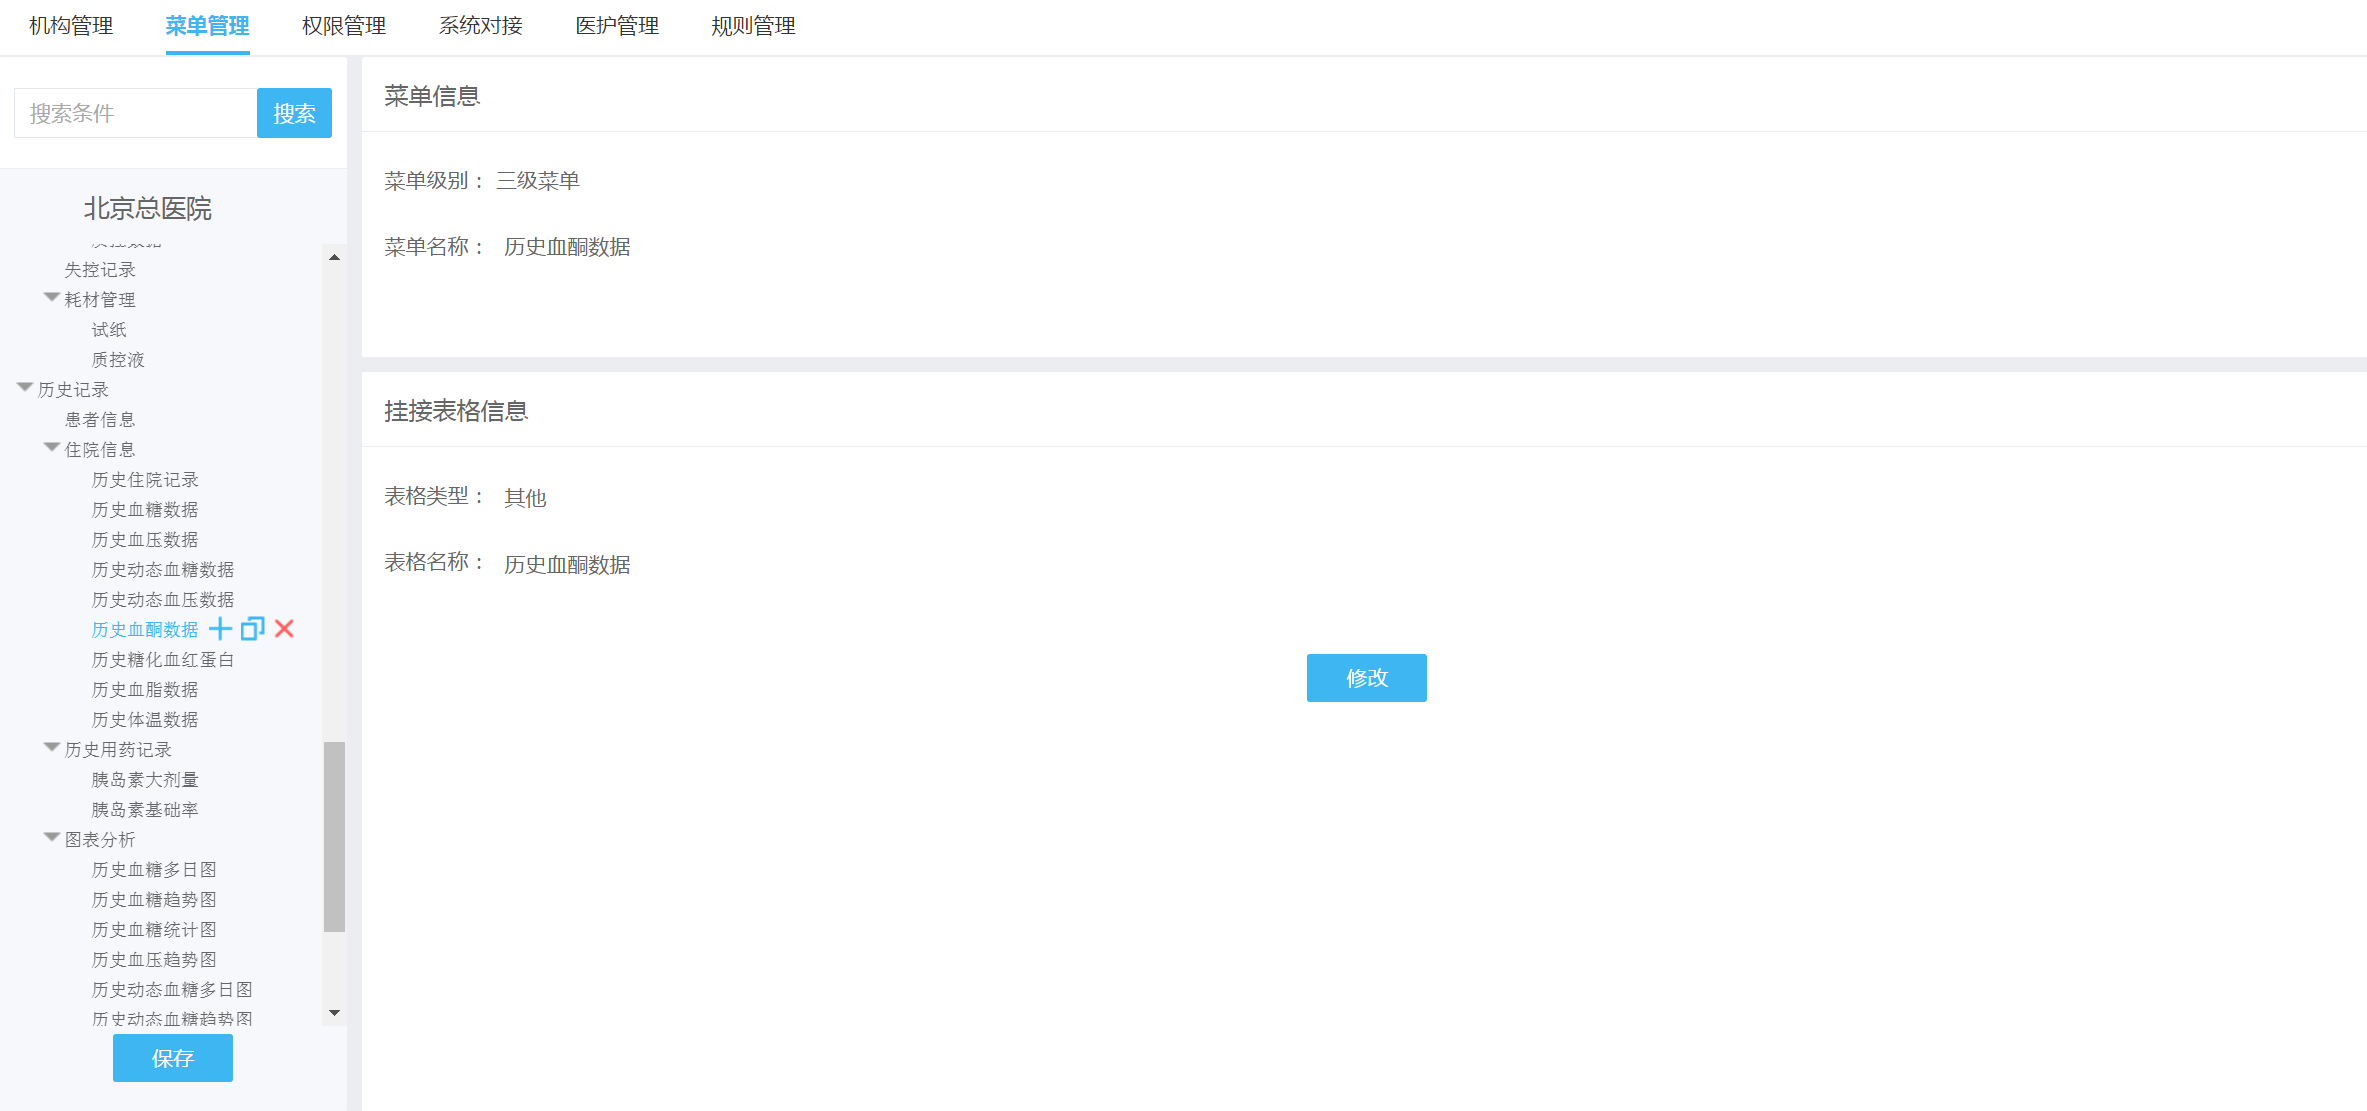 机构管理 菜单管理 权限管理 系统对接 医护管理 规则管理
搜索条件 搜索
北京总医院
失控记录
耗材管理
试纸
质控液
历史记录
患者信息
住院信息
历史住院记录
历史血糖数据
历史血压数据
历史动态血糖数据
历史动态血压数据
历史血酮数据
历史糖化血红蛋白
历史血脂数据
历史体温数据
历史用药记录
胰岛素大剂量
胰岛素基础率
图表分析
历史血糖多日图
历史血糖趋势图
历史血糖统计图
历史血压趋势图
历史动态血糖多日图
历史动态血糖趋势图
保存
菜单信息
菜单级别： 三级菜单
菜单名称： 历史血酮数据
挂接表格信息
表格类型： 其他
表格名称： 历史血酮数据
修改